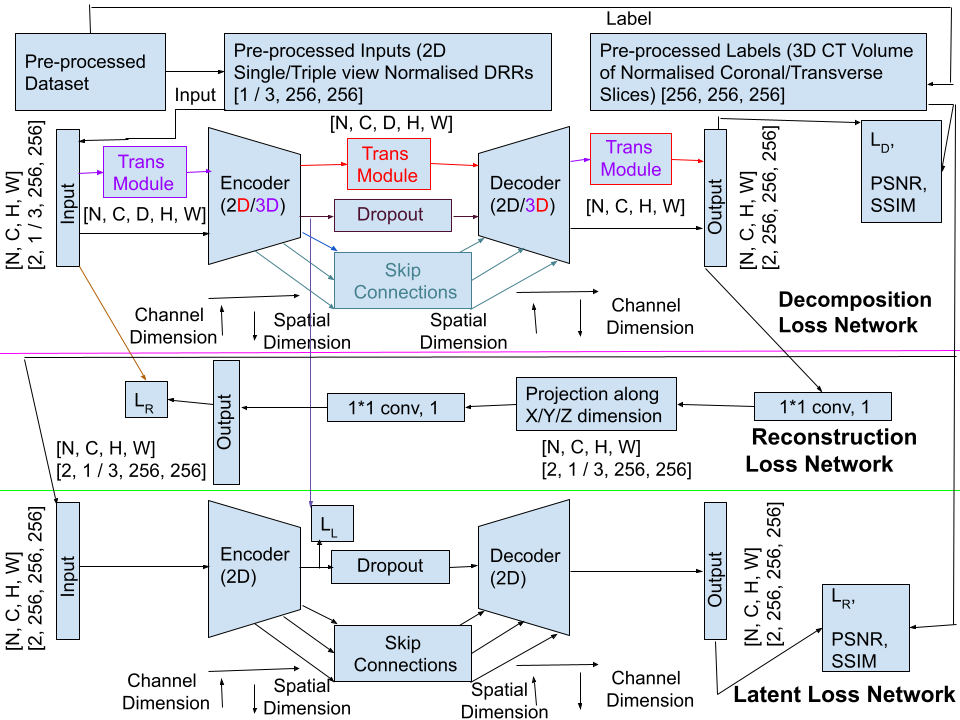 Label
Pre-processed
Dataset
Pre-processed Inputs (2D
Single/Triple view Normalised DRRs
[1 / 3, 256, 256]
Pre-processed Labels (3D CT Volume
of Normalised Coronal/Transverse
Slices) [256, 256, 256]
Input
[N, C, D, H, W]
[N, C, H, W]
[2, 1 / 3, 256, 256]
Input
Trans
Module
[N, C, D, H, W]
Encoder
(2D/3D)
Trans
Module
Dropout
Skip
Connections
Decoder
(2D/3D)
Trans
Module
[N, C, H, W]
Output
[N, C, H, W]
[2, 256, 256, 256]
L_D,
PSNR,
SSIM
Channel
Dimension
Spatial
Dimension
Spatial
Dimension
Channel
Dimension
Decomposition
Loss Network
L_R
Output
1*1 conv, 1
Projection along
X/Y/Z dimension
1*1 conv, 1
[N, C, H, W]
[2, 1 / 3, 256, 256]
[N, C, H, W]
[2, 1 / 3, 256, 256]
Reconstruction
Loss Network
[N, C, H, W]
[2, 256, 256, 256]
Input
Encoder
(2D)
L_L
Dropout
Skip
Connections
Decoder
(2D)
Output
[N, C, H, W]
[2, 256, 256, 256]
L_R,
PSNR,
SSIM
Channel
Dimension
Spatial
Dimension
Spatial
Dimension
Channel
Dimension
Latent Loss Network